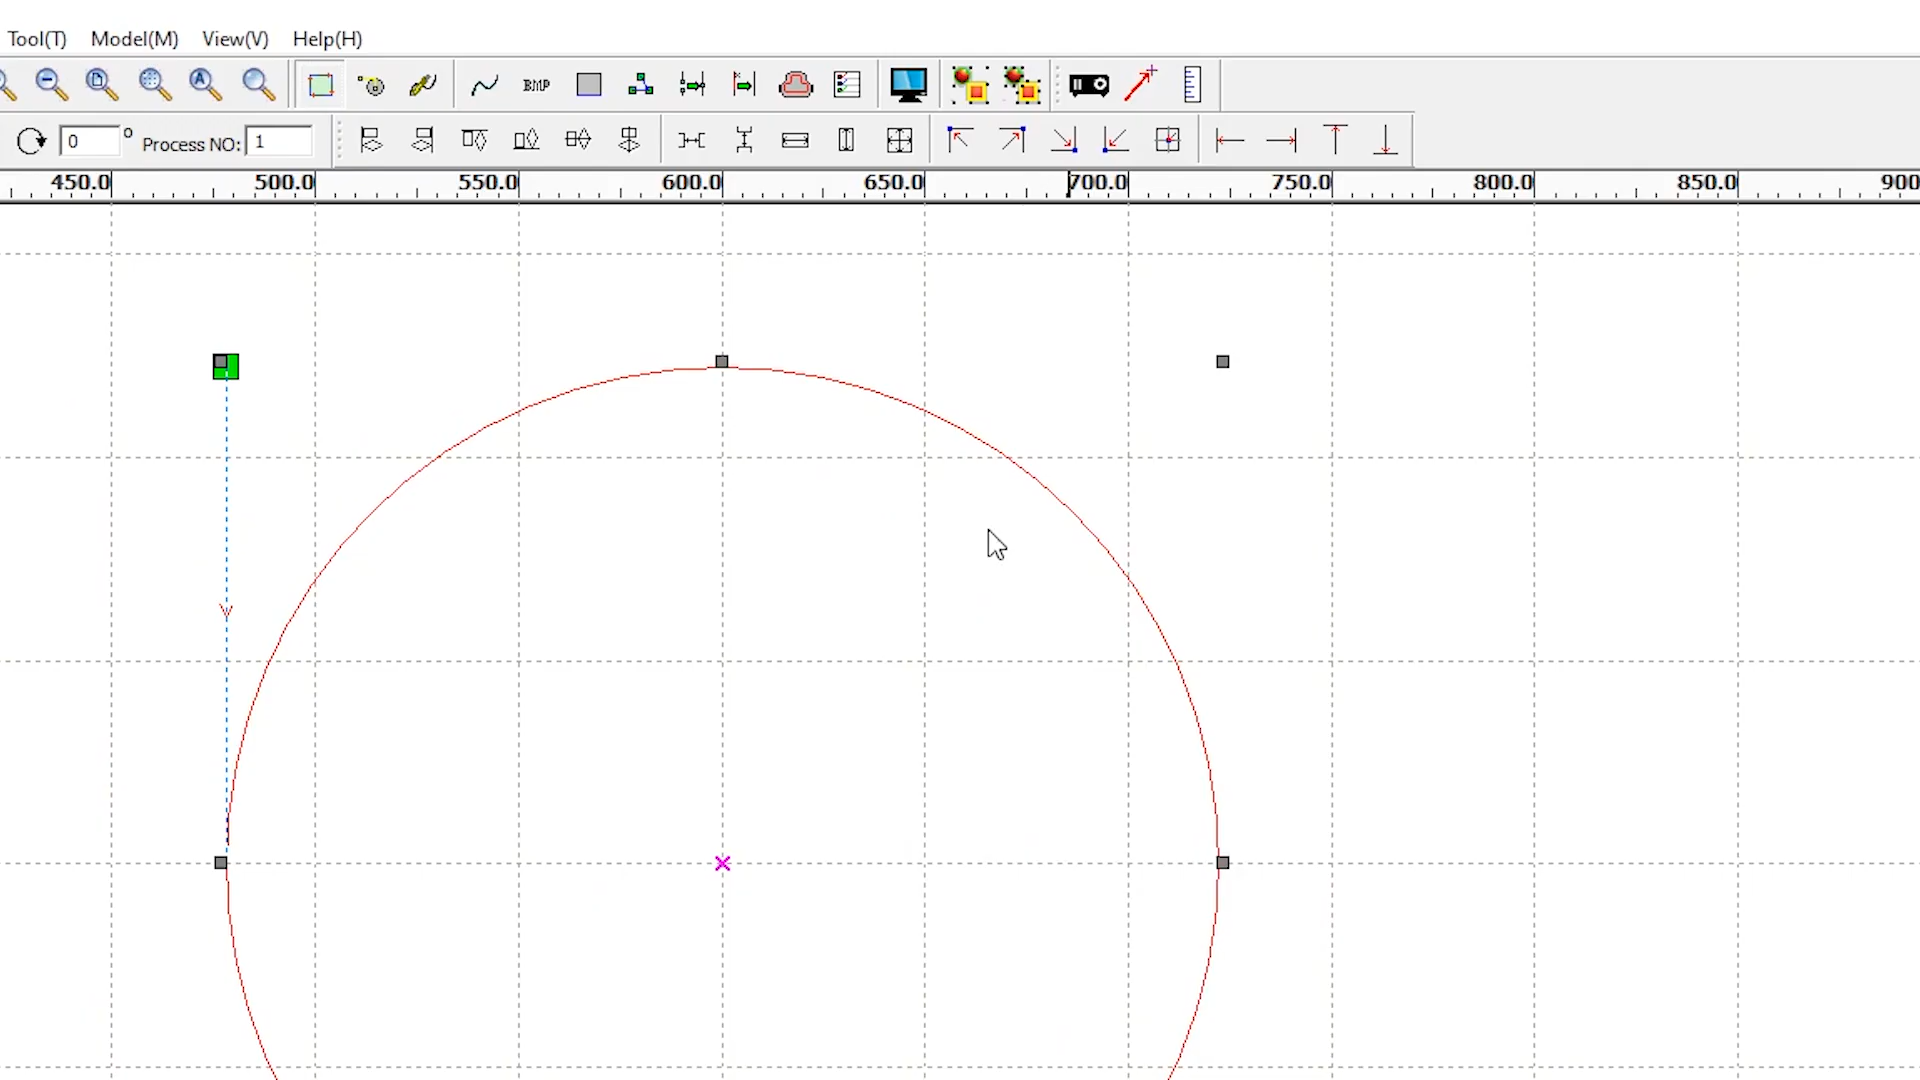 Tool(T) Model(M) View(V) Help(H)
A BMP
0 ° Process NO: 1
450.0 500.0 550.0 600.0 650.0 700.0 750.0 800.0 850.0 900